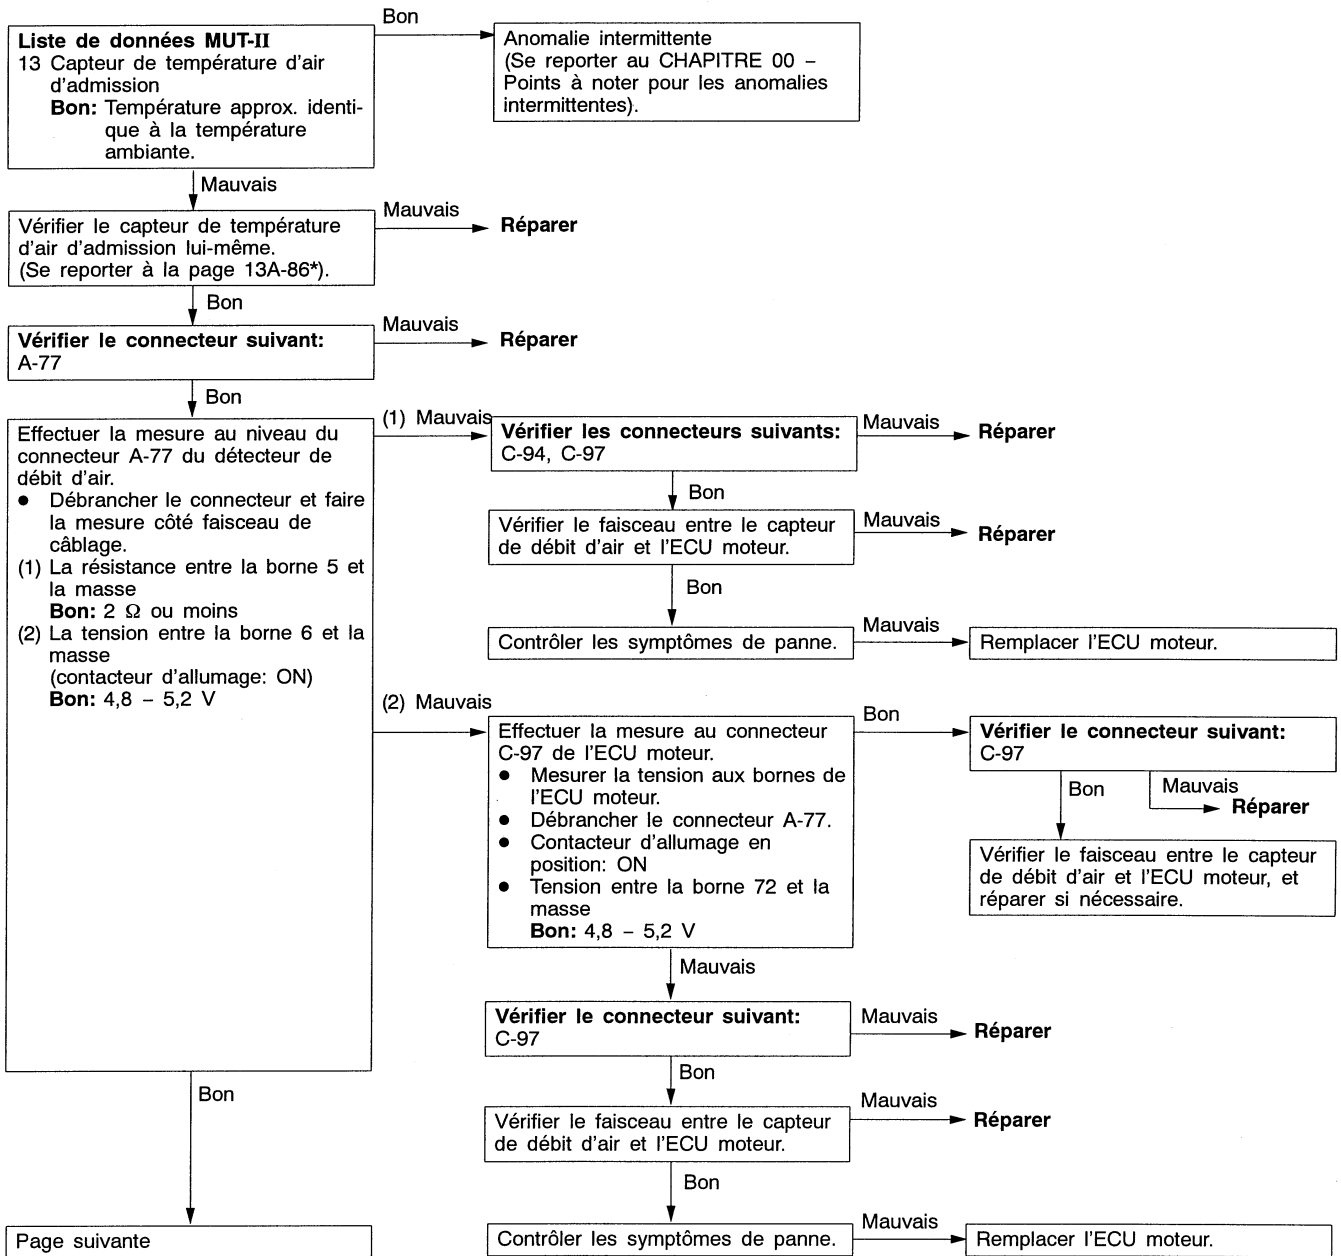 Bon
Liste de données MUT-II
13 Capteur de température d'air
d'admission
Bon: Température approx. identi-
que à la température
ambiante.
Anomalie intermittente
(Se reporter au CHAPITRE 00 –
Points à noter pour les anomalies
intermittentes).
Mauvais
Vérifier le capteur de température
d'air d'admission lui-même.
(Se reporter à la page 13A-86*).
Mauvais
Réparer
Bon
Vérifier le connecteur suivant:
A-77
Mauvais
Réparer
Bon
Effectuer la mesure au niveau du
connecteur A-77 du détecteur de
débit d'air.
● Débrancher le connecteur et faire
la mesure côté faisceau de
câblage.
(1) La résistance entre la borne 5 et
la masse
Bon: 2 Ω ou moins
(2) La tension entre la borne 6 et la
masse
(contacteur d'allumage: ON)
Bon: 4,8 – 5,2 V
(1) Mauvais
Vérifier les connecteurs suivants:
C-94, C-97
Mauvais
Réparer
Bon
Vérifier le faisceau entre le capteur
de débit d'air et l'ECU moteur.
Mauvais
Réparer
Bon
Contrôler les symptômes de panne.
Mauvais
Remplacer l'ECU moteur.
(2) Mauvais
Effectuer la mesure au connecteur
C-97 de l'ECU moteur.
● Mesurer la tension aux bornes de
l'ECU moteur.
● Débrancher le connecteur A-77.
● Contacteur d'allumage en
position: ON
● Tension entre la borne 72 et la
masse
Bon: 4,8 – 5,2 V
Bon
Vérifier le connecteur suivant:
C-97
Bon
Mauvais
Réparer
Vérifier le faisceau entre le capteur
de débit d'air et l'ECU moteur, et
réparer si nécessaire.
Mauvais
Vérifier le connecteur suivant:
C-97
Mauvais
Réparer
Bon
Vérifier le faisceau entre le capteur
de débit d'air et l'ECU moteur.
Mauvais
Réparer
Bon
Contrôler les symptômes de panne.
Mauvais
Remplacer l'ECU moteur.
Bon
Page suivante